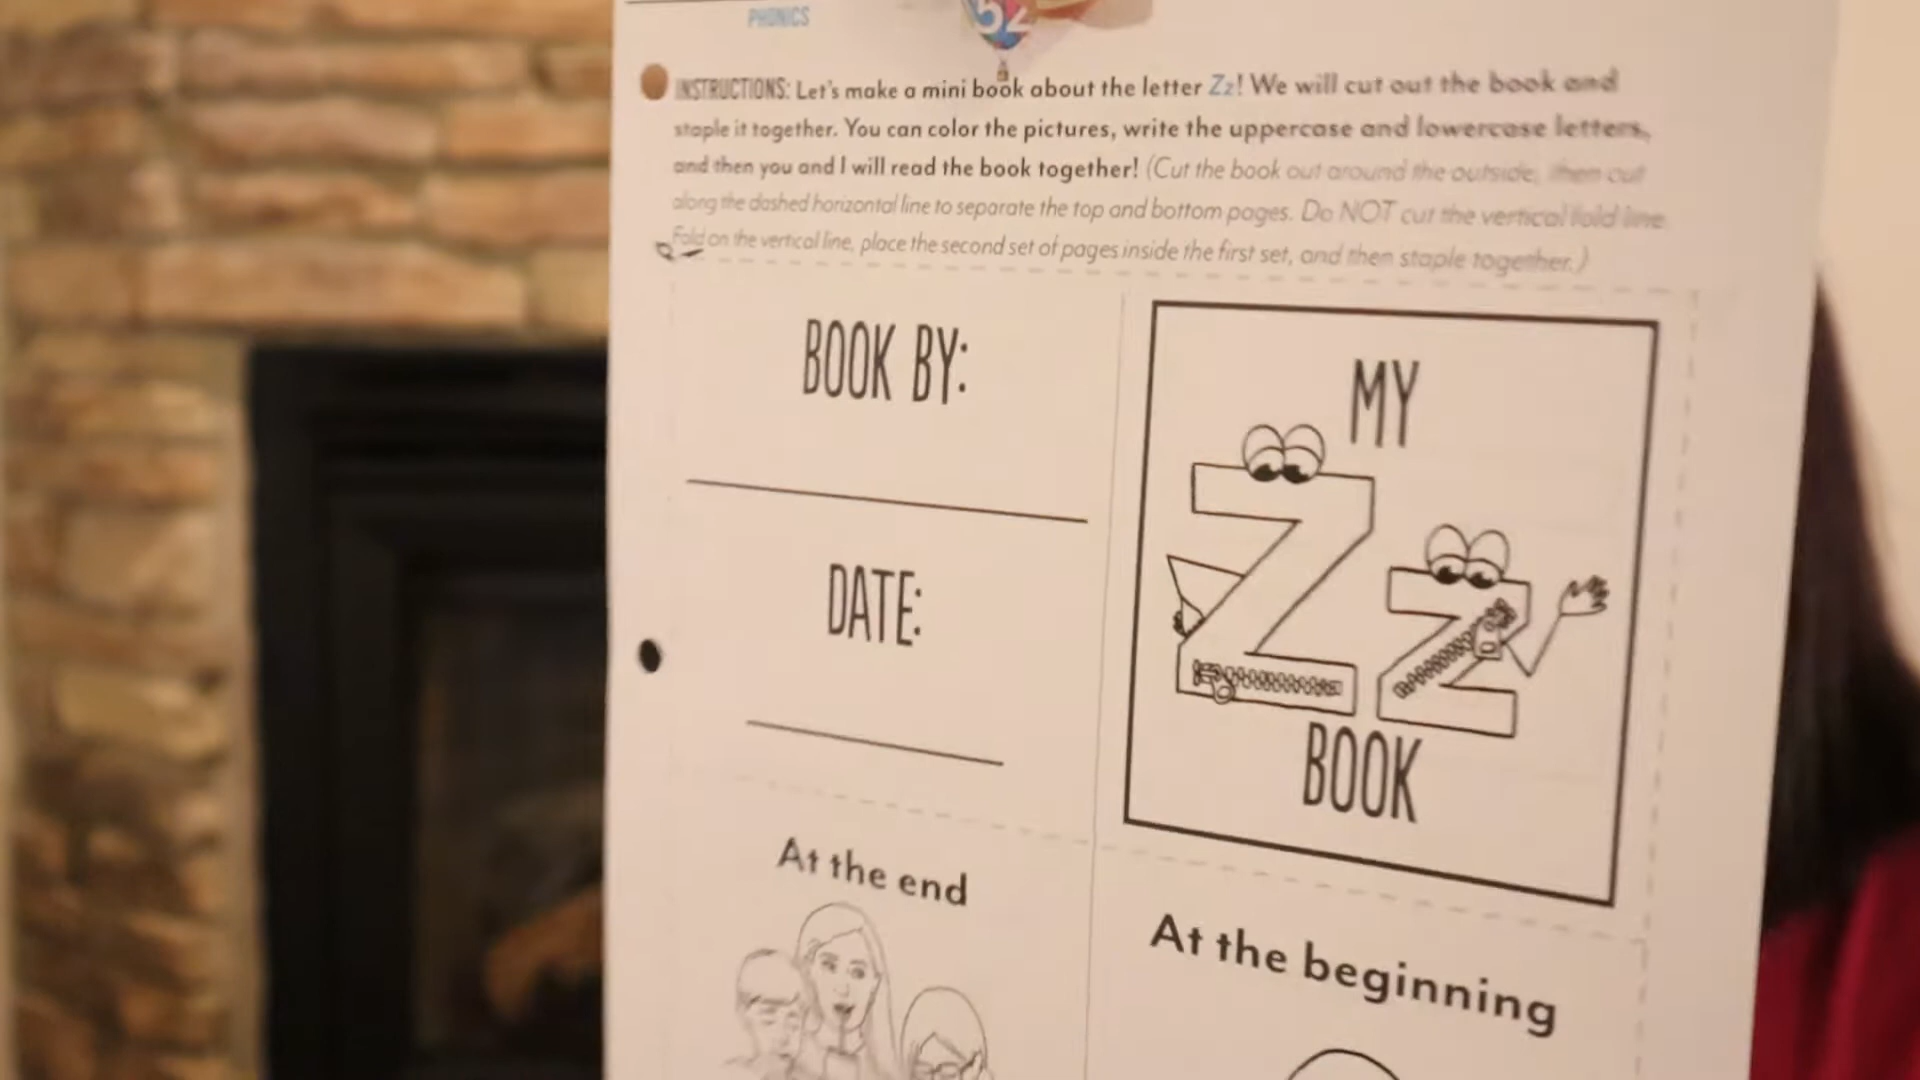 PHONICS
52
INSTRUCTIONS: Let's make a mini book about the letter Zz! We will cut out the book and
staple it together. You can color the pictures, write the uppercase and lowercase letters,
and then you and I will read the book together! (Cut the book out around the outside, then cut
along the dashed horizontal line to separate the top and bottom pages. Do NOT cut the vertical fold line.
Fold on the vertical line, place the second set of pages inside the first set, and then staple together.)
BOOK BY:
DATE:
MY
Zz
BOOK
At the end
At the beginning